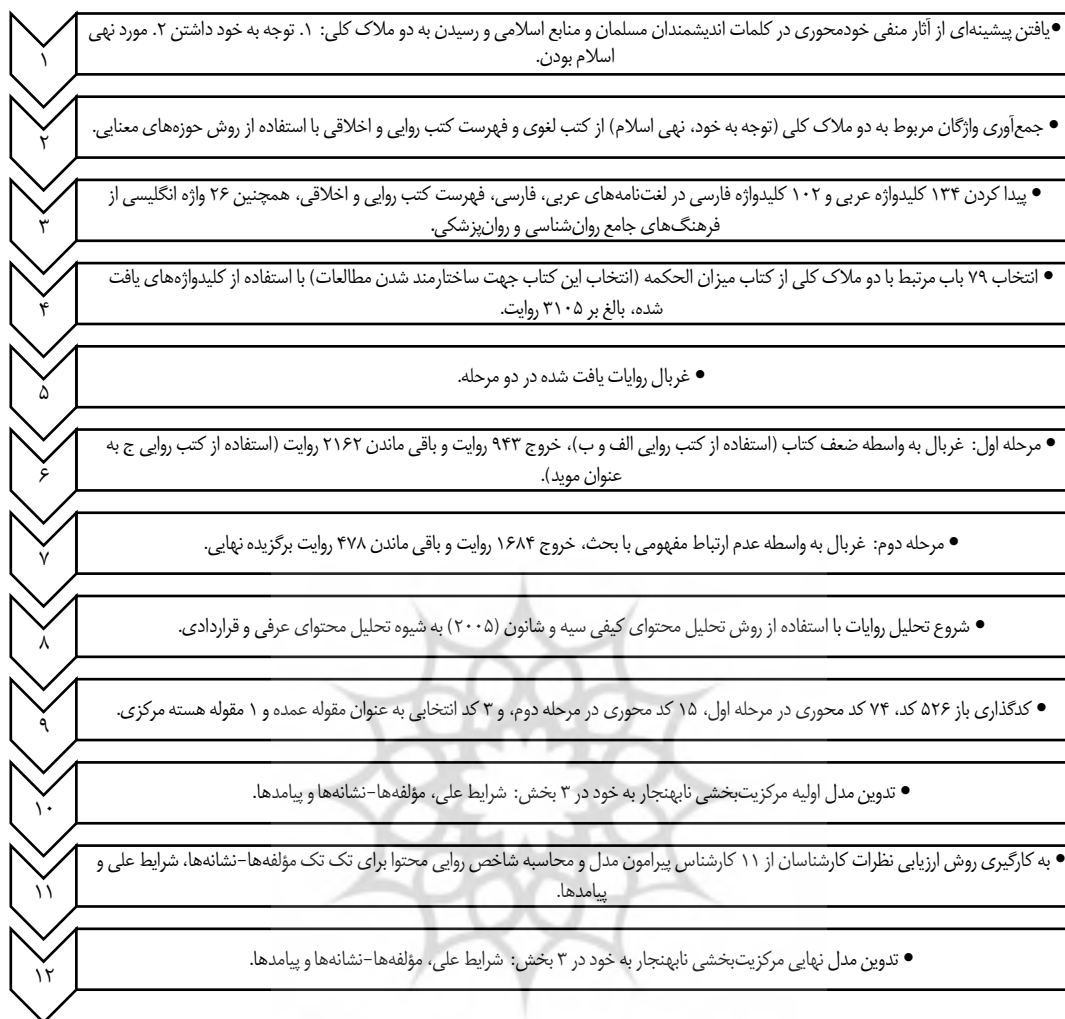 ● یافتن پیشینه‌ای از آثار منفی خودمحوری در کلمات اندیشمندان مسلمان و منابع اسلامی و رسیدن به دو ملاک کلی: ۱. توجه به خود داشتن ۲. مورد نهی
اسلام بودن.
۱
● جمع‌آوری واژگان مربوط به دو ملاک کلی (توجه به خود، نهی اسلام) از کتب لغوی و فهرست کتب روایی و اخلاقی با استفاده از روش حوزه‌های معنایی.
۲
● پیدا کردن ۱۳۴ کلیدواژه عربی و ۱۰۲ کلیدواژه فارسی در لغت‌نامه‌های عربی، فارسی، فهرست کتب روایی و اخلاقی، همچنین ۲۶ واژه انگلیسی از
فرهنگ‌های جامع روان‌شناسی و روان‌پزشکی.
۳
● انتخاب ۷۹ باب مرتبط با دو ملاک کلی از کتاب میزان الحکمه (انتخاب این کتاب جهت ساختارمند شدن مطالعات) با استفاده از کلیدواژه‌های یافت
شده، بالغ بر ۳۱۰۵ روایت.
۴
● غربال روایات یافت شده در دو مرحله.
۵
● مرحله اول: غربال به واسطه ضعف کتاب (استفاده از کتب روایی الف و ب)، خروج ۹۴۳ روایت و باقی ماندن ۲۱۶۲ روایت (استفاده از کتب روایی ج به
عنوان موید).
۶
● مرحله دوم: غربال به واسطه عدم ارتباط مفهومی با بحث، خروج ۱۶۸۴ روایت و باقی ماندن ۴۷۸ روایت برگزیده نهایی.
۷
● شروع تحلیل روایات با استفاده از روش تحلیل محتوای کیفی سیه و شانون (۲۰۰۵) به شیوه تحلیل محتوای عرفی و قراردادی.
۸
● کدگذاری باز ۵۲۶ کد، ۷۴ کد محوری در مرحله اول، ۱۵ کد محوری در مرحله دوم، و ۳ کد انتخابی به عنوان مقوله عمده و ۱ مقوله هسته مرکزی.
۹
● تدوین مدل اولیه مرکزیت‌بخشی نابهنجار به خود در ۳ بخش: شرایط علی، مؤلفه‌ها-نشانه‌ها و پیامدها.
۱۰
● به کارگیری روش ارزیابی نظرات کارشناسان از ۱۱ کارشناس پیرامون مدل و محاسبه شاخص روایی محتوا برای تک تک مؤلفه‌ها-نشانه‌ها، شرایط علی و
پیامدها.
۱۱
● تدوین مدل نهایی مرکزیت‌بخشی نابهنجار به خود در ۳ بخش: شرایط علی، مؤلفه‌ها-نشانه‌ها و پیامدها.
۱۲